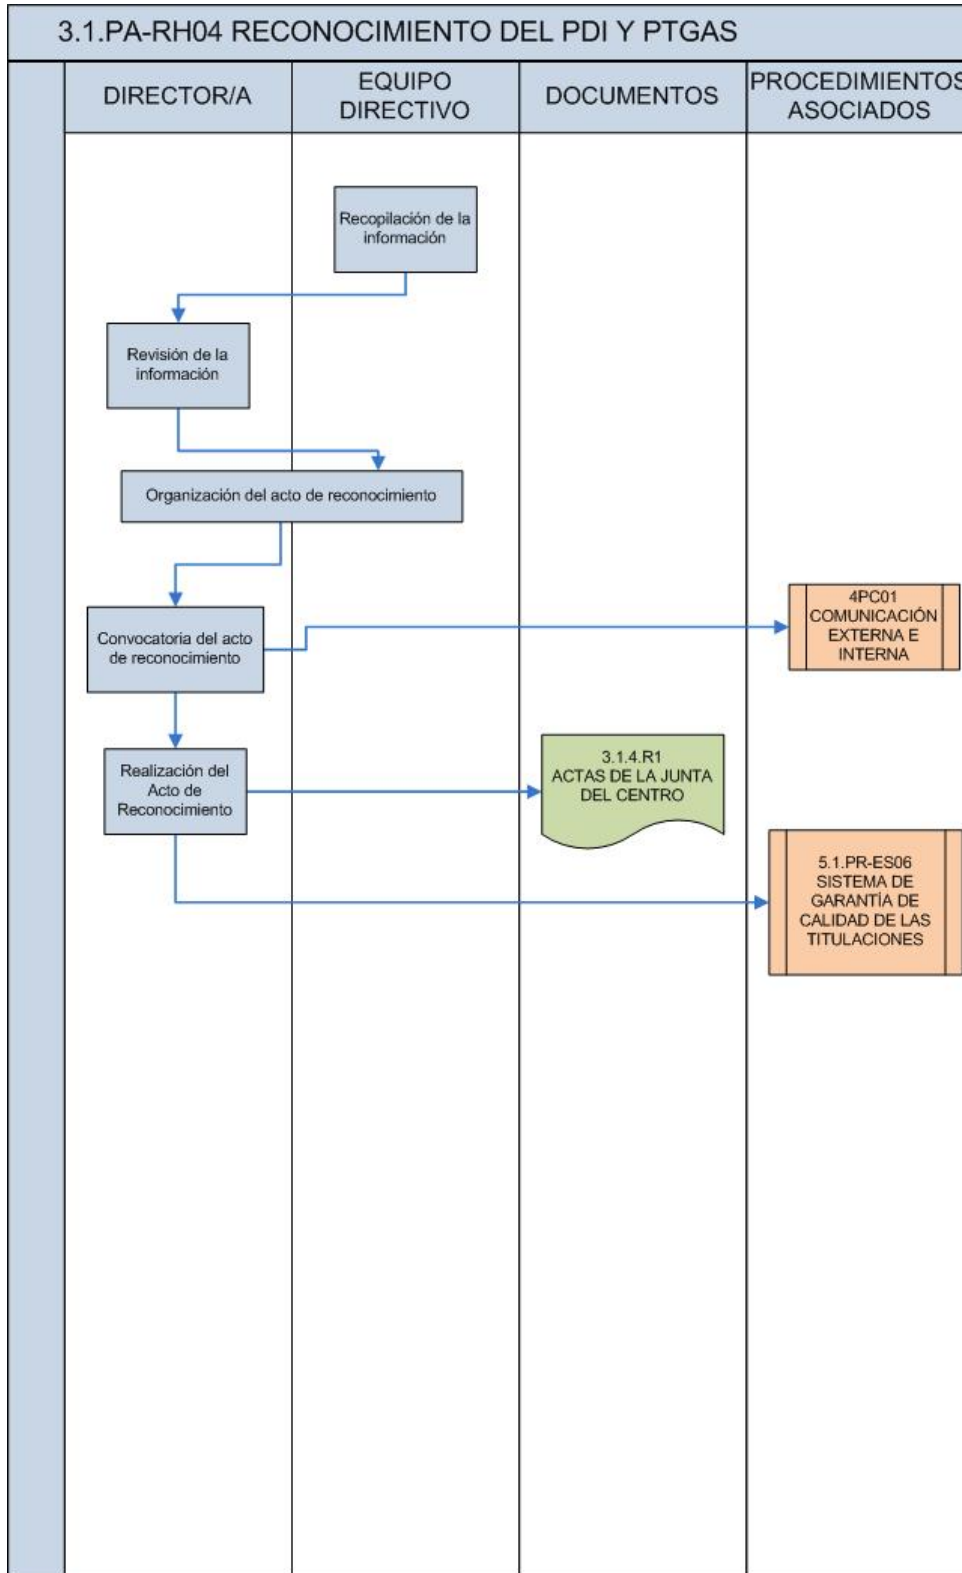 3.1.PA-RH04 RECONOCIMIENTO DEL PDI Y PTGAS
DIRECTOR/A
EQUIPO
DIRECTIVO
DOCUMENTOS
PROCEDIMIENTOS
ASOCIADOS
Recopilación de la
información
Revisión de la
información
Organización del acto de reconocimiento
Convocatoria del acto
de reconocimiento
4PC01
COMUNICACIÓN
EXTERNA E
INTERNA
Realización del
Acto de
Reconocimiento
3.1.4.R1
ACTAS DE LA JUNTA
DEL CENTRO
5.1.PR-ES06
SISTEMA DE
GARANTÍA DE
CALIDAD DE LAS
TITULACIONES